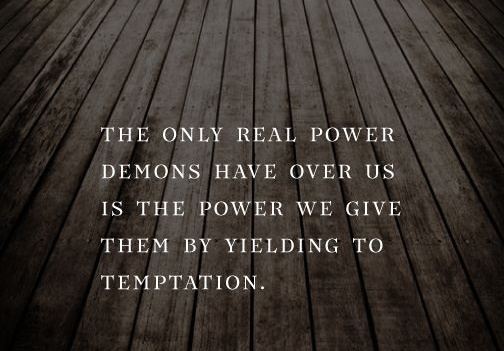 THE ONLY REAL POWER
DEMONS HAVE OVER US
IS THE POWER WE GIVE
THEM BY YIELDING TO
TEMPTATION.